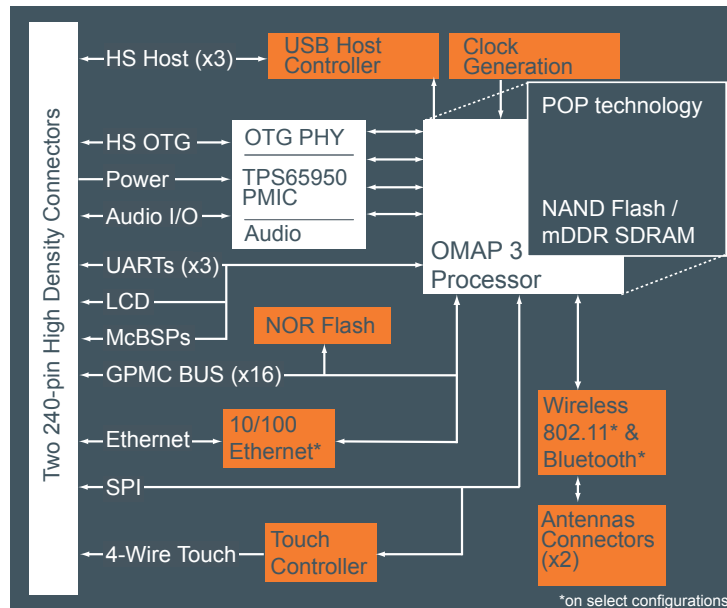 Two 240-pin High Density Connectors
HS Host (x3)
USB Host
Controller
Clock
Generation
POP technology
NAND Flash /
mDDR SDRAM
HS OTG
OTG PHY
Power
TPS65950
PMIC
Audio I/O
Audio
OMAP 3
Processor
UARTs (x3)
LCD
McBSPs
NOR Flash
GPMC BUS (x16)
Ethernet
10/100
Ethernet*
Wireless
802.11* &
Bluetooth*
SPI
4-Wire Touch
Touch
Controller
Antennas
Connectors
(x2)
*on select configurations